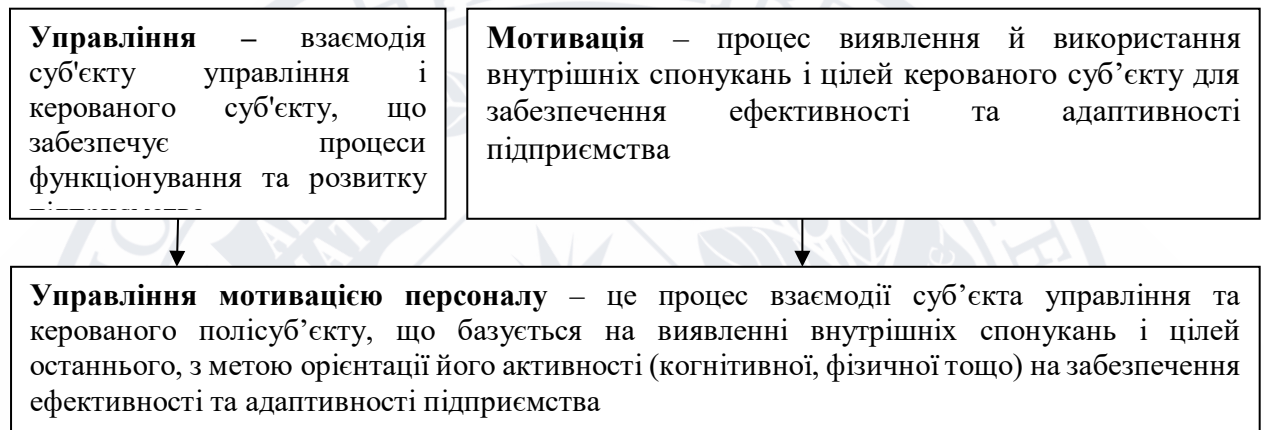 Управління – взаємодія
суб'єкту управління і
керованого суб'єкту, що
забезпечує процеси
функціонування та розвитку
Мотивація – процес виявлення й використання
внутрішніх спонукань і цілей керованого суб’єкту для
забезпечення ефективності та адаптивності
підприємства
Управління мотивацією персоналу – це процес взаємодії суб’єкта управління та
керованого полісуб’єкту, що базується на виявленні внутрішніх спонукань і цілей
останнього, з метою орієнтації його активності (когнітивної, фізичної тощо) на забезпечення
ефективності та адаптивності підприємства